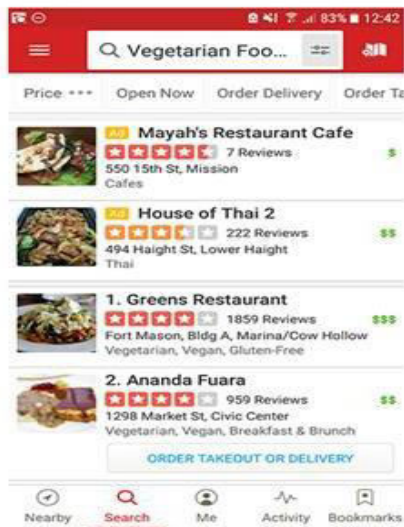 83% 12:42
Vegetarian Foo...
Price ••• Open Now Order Delivery Order Ta
Ad Mayah's Restaurant Cafe
7 Reviews $
550 15th St, Mission
Cafes
Ad House of Thai 2
222 Reviews $$
494 Haight St, Lower Haight
Thai
1. Greens Restaurant
1859 Reviews $$$
Fort Mason, Bldg A, Marina/Cow Hollow
Vegetarian, Vegan, Gluten-Free
2. Ananda Fuara
959 Reviews $$
1298 Market St, Civic Center
Vegetarian, Vegan, Breakfast & Brunch
ORDER TAKEOUT OR DELIVERY
Nearby Search Me Activity Bookmarks